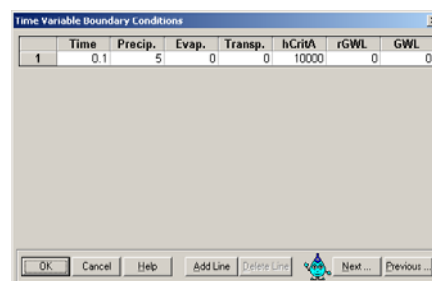 Time Variable Boundary Conditions
Time Precip. Evap. Transp. hCritA rGWL GWL
1 0.1 5 0 0 10000 0 0
OK Cancel Help Add Line Delete Line Next ... Previous ...